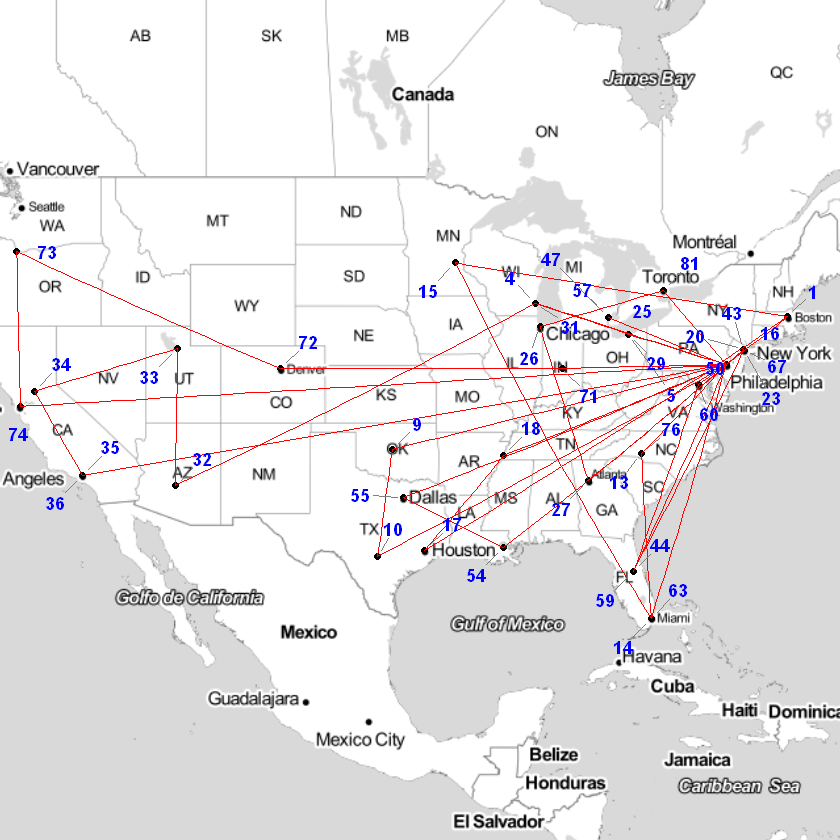 AB
SK
MB
QC
James Bay
Canada
ON
Vancouver
Seattle
WA
MT
ND
MN
Montréal
73
47
MI
81
Toronto
OR
ID
SD
WI
4
NH
1
15
57
WY
25
NY
43
Boston
IA
31
Chicago
16
NE
20
PA
New York
72
26
OH
34
NV
33
UT
Denver
IL
IN
29
50
67
Philadelphia
CO
KS
MO
71
5
23
CA
KY
VA
60
Washington
74
9
18
76
35
OK
TN
NC
Angeles
AZ
32
NM
AR
Atlanta
13
SC
36
55
Dallas
MS
AL
27
GA
LA
TX
10
17
Houston
44
54
FL
59
63
Miami
Golfo de California
Gulf of Mexico
Mexico
14
Havana
Cuba
Guadalajara
Haiti
Dominica
Mexico City
Belize
Jamaica
Honduras
Caribbean Sea
El Salvador